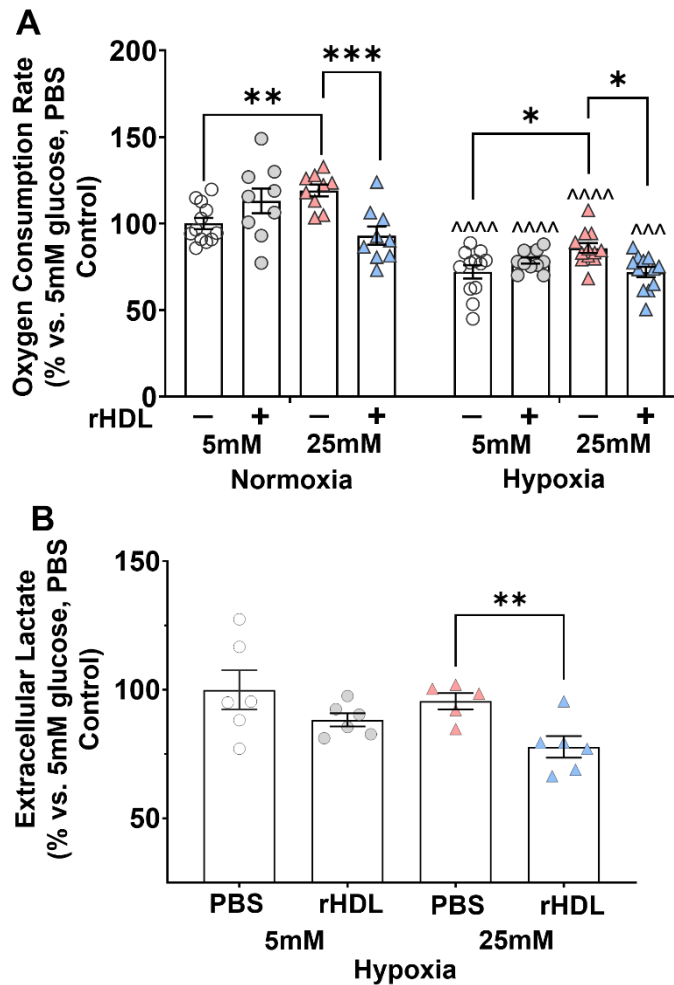 A
Oxygen Consumption Rate
(% vs. 5mM glucose, PBS
Control)
200
150
100
50
0
**
***
*
*
^^^^
^^^^
^^^^
^^^
rHDL − + − + − + − +
5mM 25mM 5mM 25mM
Normoxia Hypoxia
B
Extracellular Lactate
(% vs. 5mM glucose, PBS
Control)
150
100
50
**
PBS rHDL PBS rHDL
5mM 25mM
Hypoxia